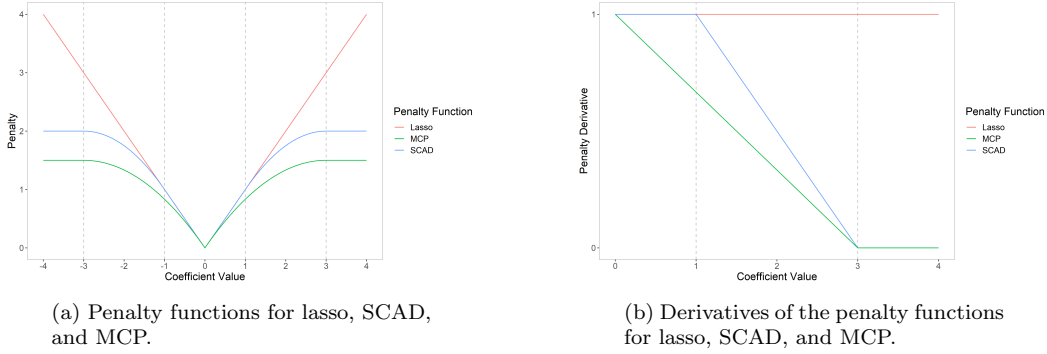 4
3
2
1
0
Penalty
-4
-3
-2
-1
0
1
2
3
4
Coefficient Value
Penalty Function
Lasso
MCP
SCAD
(a) Penalty functions for lasso, SCAD,
and MCP.
1
0
Penalty Derivative
0
1
2
3
4
Coefficient Value
Penalty Function
Lasso
MCP
SCAD
(b) Derivatives of the penalty functions
for lasso, SCAD, and MCP.